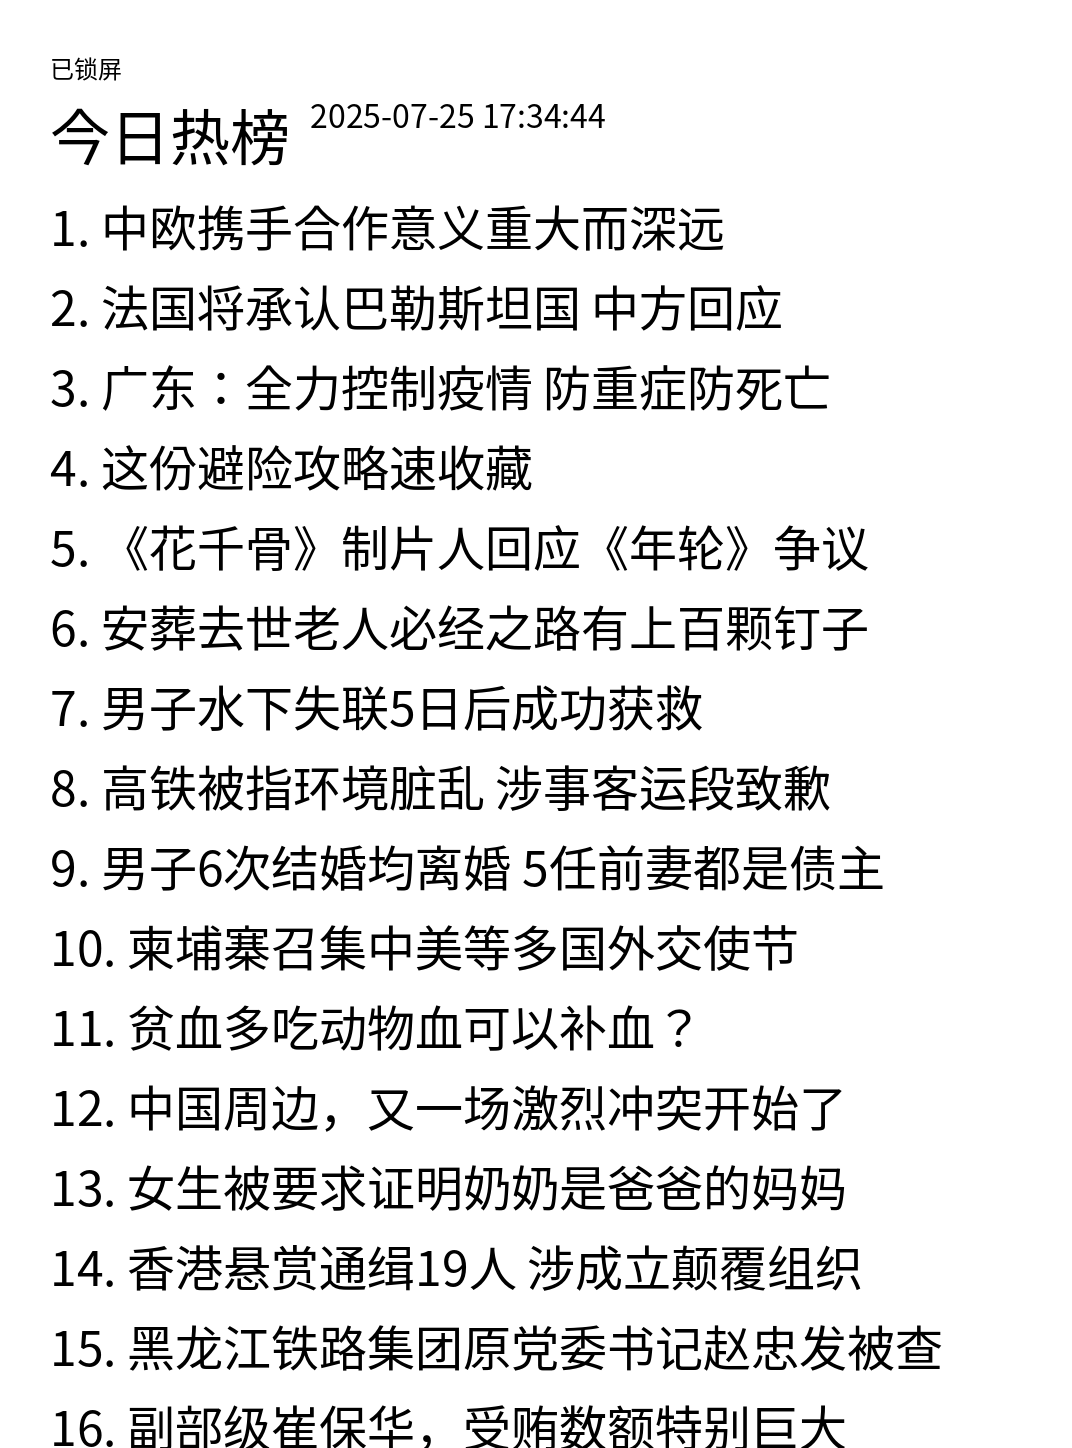 已锁屏
今日热榜 2025-07-25 17:34:44
1. 中欧携手合作意义重大而深远
2. 法国将承认巴勒斯坦国 中方回应
3. 广东：全力控制疫情 防重症防死亡
4. 这份避险攻略速收藏
5. 《花千骨》制片人回应《年轮》争议
6. 安葬去世老人必经之路有上百颗钉子
7. 男子水下失联5日后成功获救
8. 高铁被指环境脏乱 涉事客运段致歉
9. 男子6次结婚均离婚 5任前妻都是债主
10. 柬埔寨召集中美等多国外交使节
11. 贫血多吃动物血可以补血？
12. 中国周边，又一场激烈冲突开始了
13. 女生被要求证明奶奶是爸爸的妈妈
14. 香港悬赏通缉19人 涉成立颠覆组织
15. 黑龙江铁路集团原党委书记赵忠发被查
16. 副部级崔保华，受贿数额特别巨大